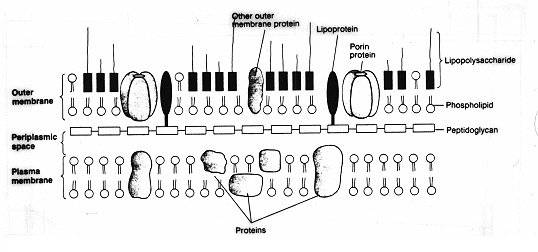 Other outer
membrane protein
Lipoprotein
Porin
protein
Lipopolysaccharide
Outer
membrane
Phospholipid
Peptidoglycan
Periplasmic
space
Plasma
membrane
Proteins